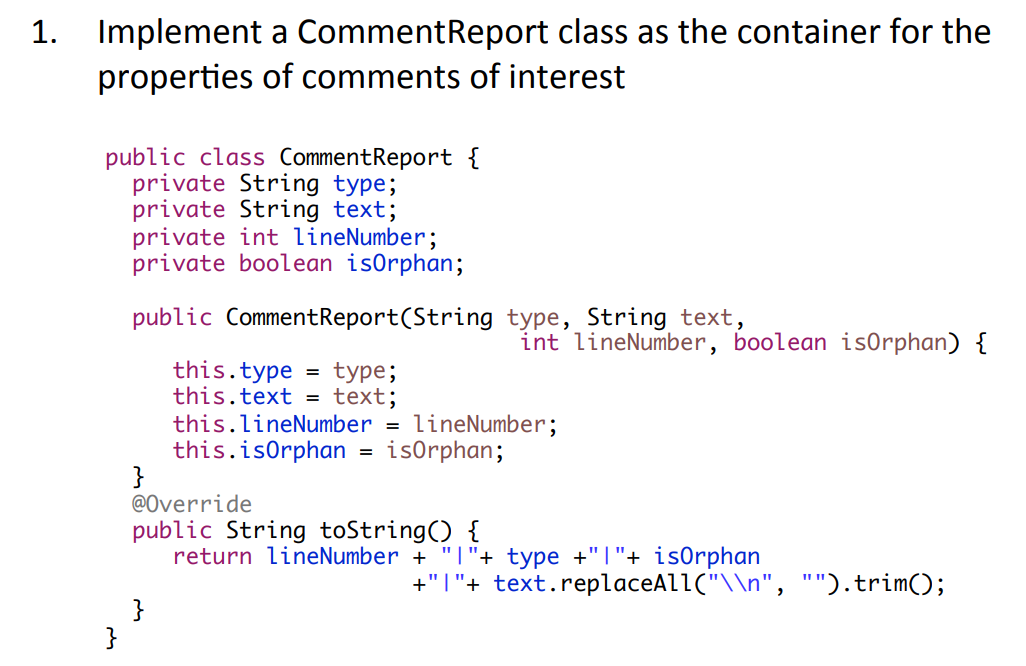 1. Implement a CommentReport class as the container for the
properties of comments of interest
public class CommentReport {
private String type;
private String text;
private int lineNumber;
private boolean isOrphan;
public CommentReport(String type, String text,
int lineNumber, boolean isOrphan) {
this.type = type;
this.text = text;
this.lineNumber = lineNumber;
this.isOrphan = isOrphan;
}
@Override
public String toString() {
return lineNumber + "|"+ type +"|"+ isOrphan
+"|"+ text.replaceAll("\\n", "").trim();
}
}